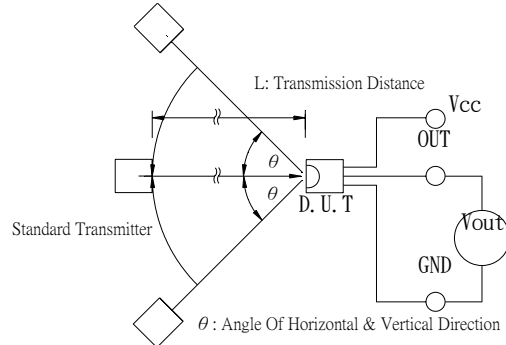 L: Transmission Distance
Vcc
OUT
θ
θ
D.U.T
Standard Transmitter
Vout
GND
θ : Angle Of Horizontal & Vertical Direction